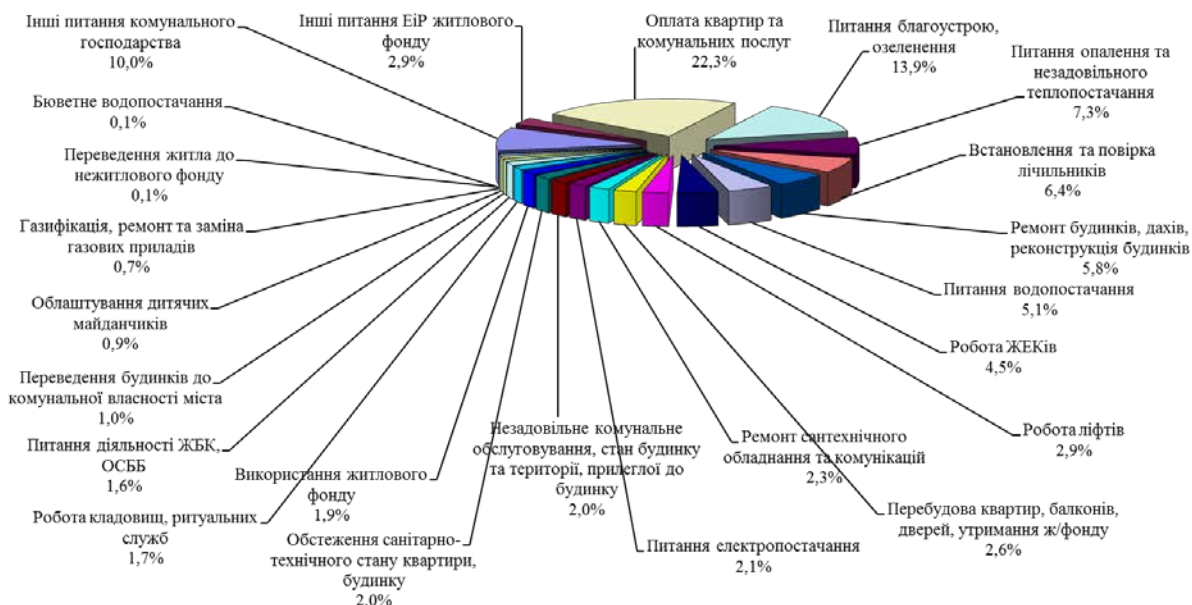 Інші питання комунального
господарства
10,0%
Інші питання ЕіР житлового
фонду
2,9%
Оплата квартир та
комунальних послуг
22,3%
Питання благоустрою,
озеленення
13,9%
Питання опалення та
незадовільного
теплопостачання
7,3%
Встановлення та повірка
лічильників
6,4%
Ремонт будинків, дахів,
реконструкція будинків
5,8%
Питання водопостачання
5,1%
Робота ЖЕКів
4,5%
Робота ліфтів
2,9%
Перебудова квартир, балконів,
дверей, утримання ж/фонду
2,6%
Ремонт сантехнічного
обладнання та комунікацій
2,3%
Питання електропостачання
2,1%
Незадовільне комунальне
обслуговування, стан будинку
та території, прилеглої до
будинку
2,0%
Обстеження санітарно-
технічного стану квартири,
будинку
2,0%
Використання житлового
фонду
1,9%
Робота кладовищ, ритуальних
служб
1,7%
Питання діяльності ЖБК,
ОСББ
1,6%
Переведення будинків до
комунальної власності міста
1,0%
Облаштування дитячих
майданчиків
0,9%
Газифікація, ремонт та заміна
газових приладів
0,7%
Переведення житла до
нежитлового фонду
0,1%
Бюветне водопостачання
0,1%